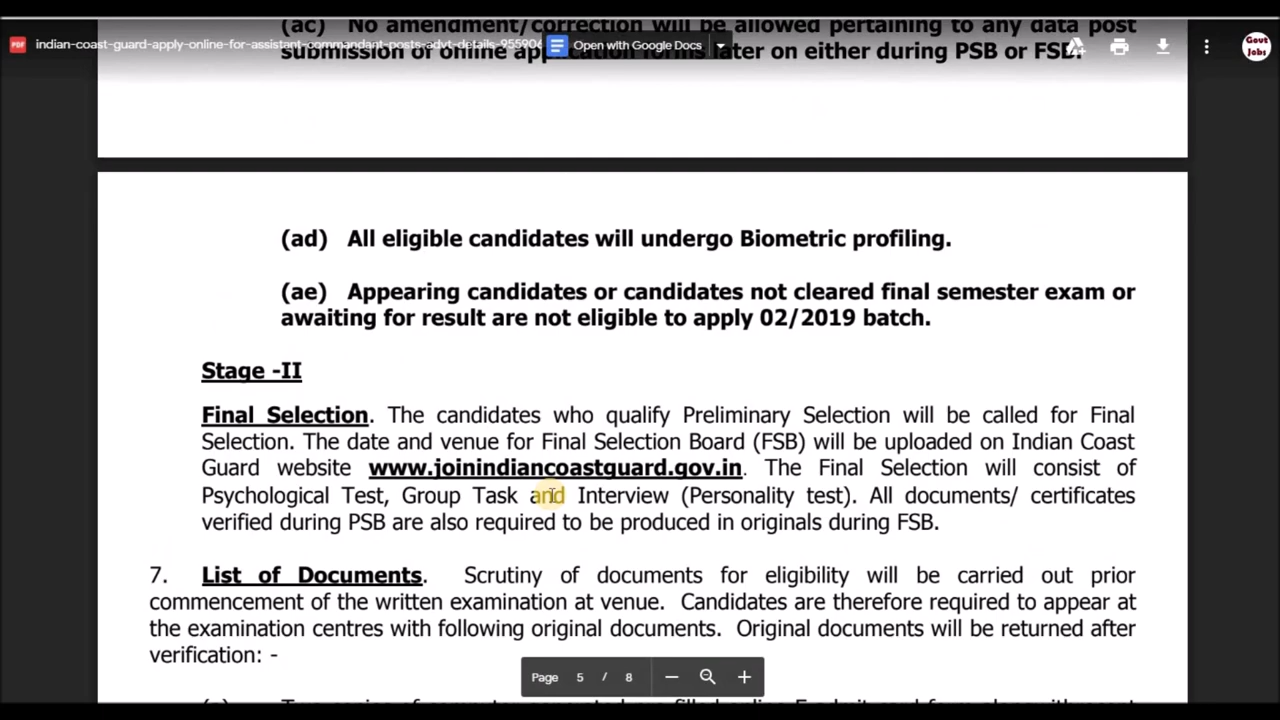 (ac) No amendment/correction will be allowed pertaining to any data post
indian-coast-guard-apply-online-for-assistant-commandant-posts-advt-details-955906
Open with Google Docs
Govt Jobs
submission of online application forms later on either during PSB or FSB.
(ad) All eligible candidates will undergo Biometric profiling.
(ae) Appearing candidates or candidates not cleared final semester exam or
awaiting for result are not eligible to apply 02/2019 batch.
Stage -II
Final Selection. The candidates who qualify Preliminary Selection will be called for Final
Selection. The date and venue for Final Selection Board (FSB) will be uploaded on Indian Coast
Guard website www.joinindiancoastguard.gov.in. The Final Selection will consist of
Psychological Test, Group Task and Interview (Personality test). All documents/ certificates
verified during PSB are also required to be produced in originals during FSB.
7. List of Documents. Scrutiny of documents for eligibility will be carried out prior
commencement of the written examination at venue. Candidates are therefore required to appear at
the examination centres with following original documents. Original documents will be returned after
verification: -
Page 5 / 8